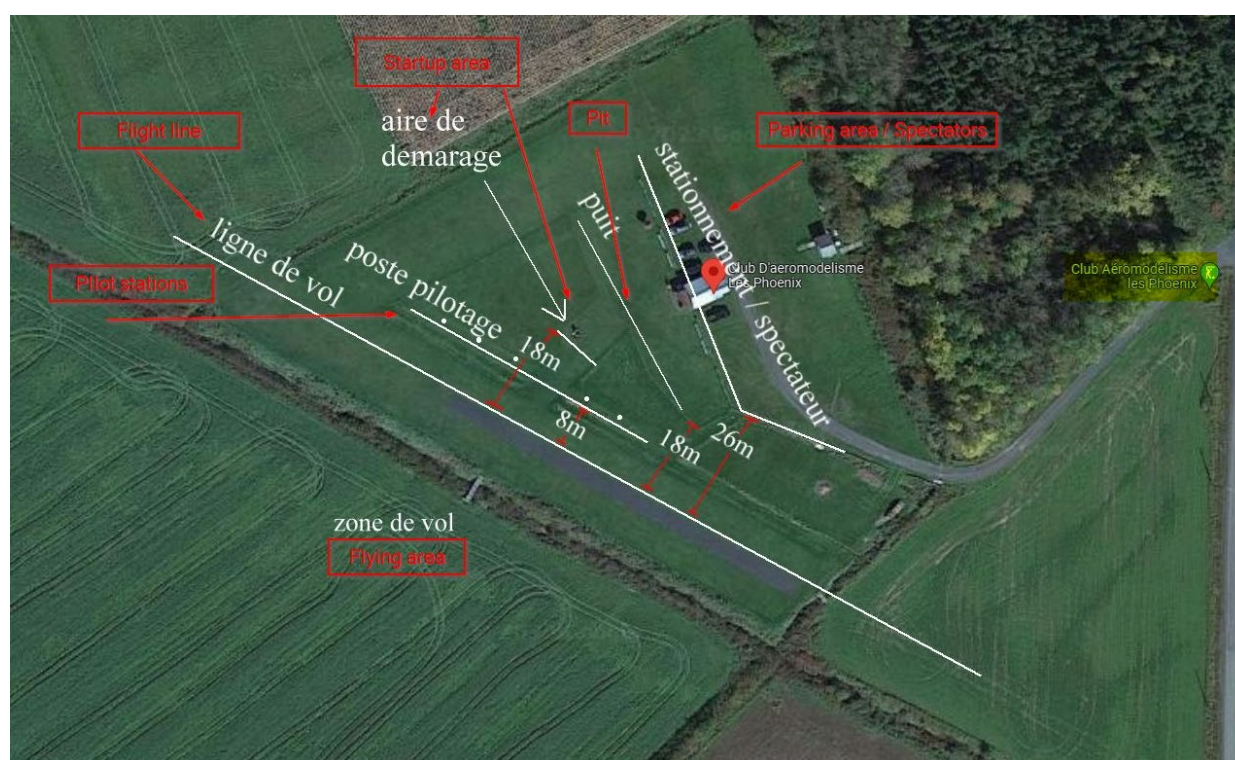 Startup area
Flight line
aire de
demarage
Pit
Parking area / Spectators
stationnement / spectateur
puit
ligne de vol
poste pilotage
Pilot stations
Club D'aeromodelisme
Les Phoenix
Club Aéromodélisme
les Phoenix
18m
8m
18m
26m
zone de vol
Flying area